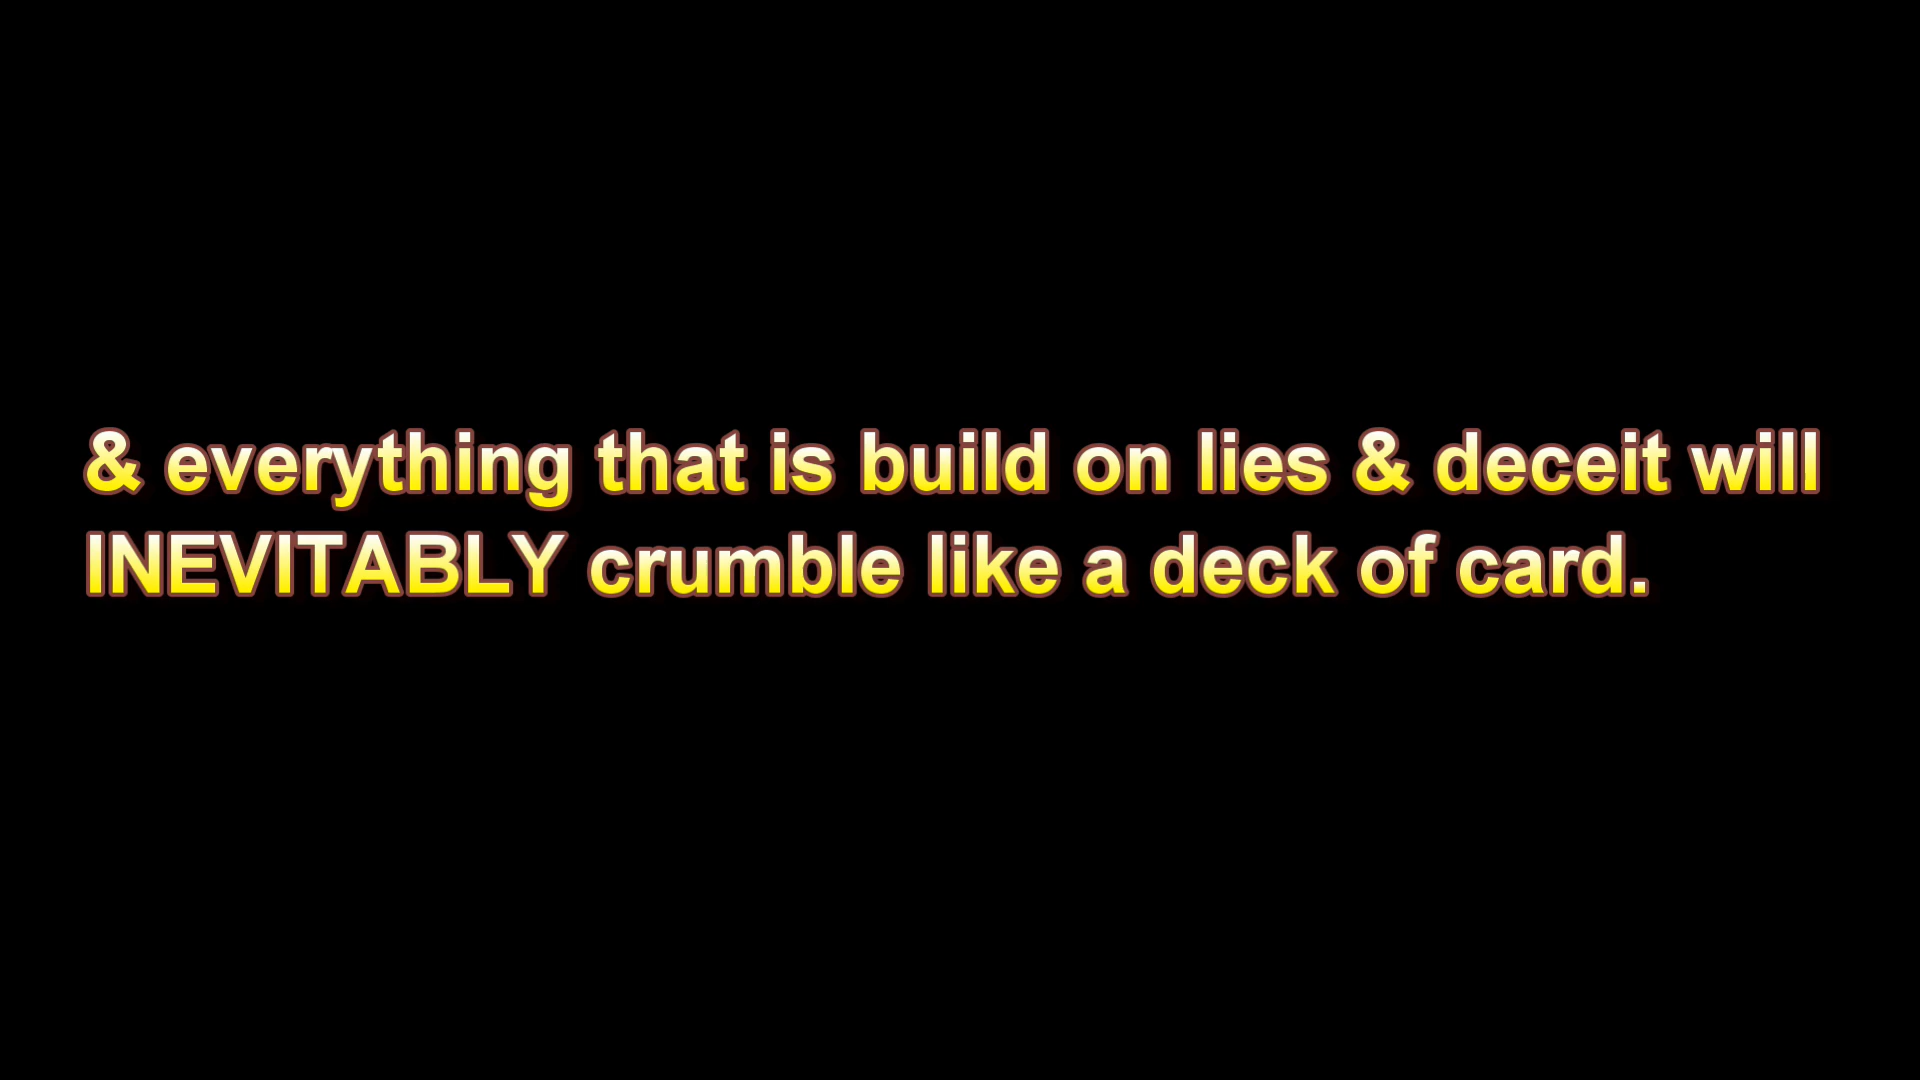 & everything that is build on lies & deceit will
INEVITABLY crumble like a deck of card.